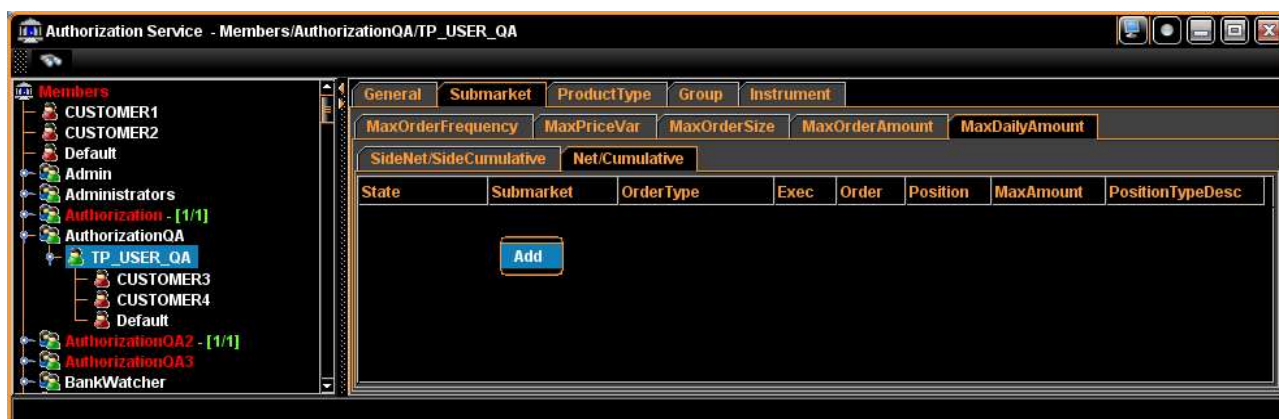 Authorization Service - Members/AuthorizationQA/TP_USER_QA
Members
CUSTOMER1
CUSTOMER2
Default
Admin
Administrators
Authorization - [1/1]
AuthorizationQA
TP_USER_QA
CUSTOMER3
CUSTOMER4
Default
AuthorizationQA2 - [1/1]
AuthorizationQA3
BankWatcher
General Submarket ProductType Group Instrument
MaxOrderFrequency MaxPriceVar MaxOrderSize MaxOrderAmount MaxDailyAmount
SideNet/SideCumulative Net/Cumulative
State Submarket OrderType Exec Order Position MaxAmount PositionTypeDesc
Add